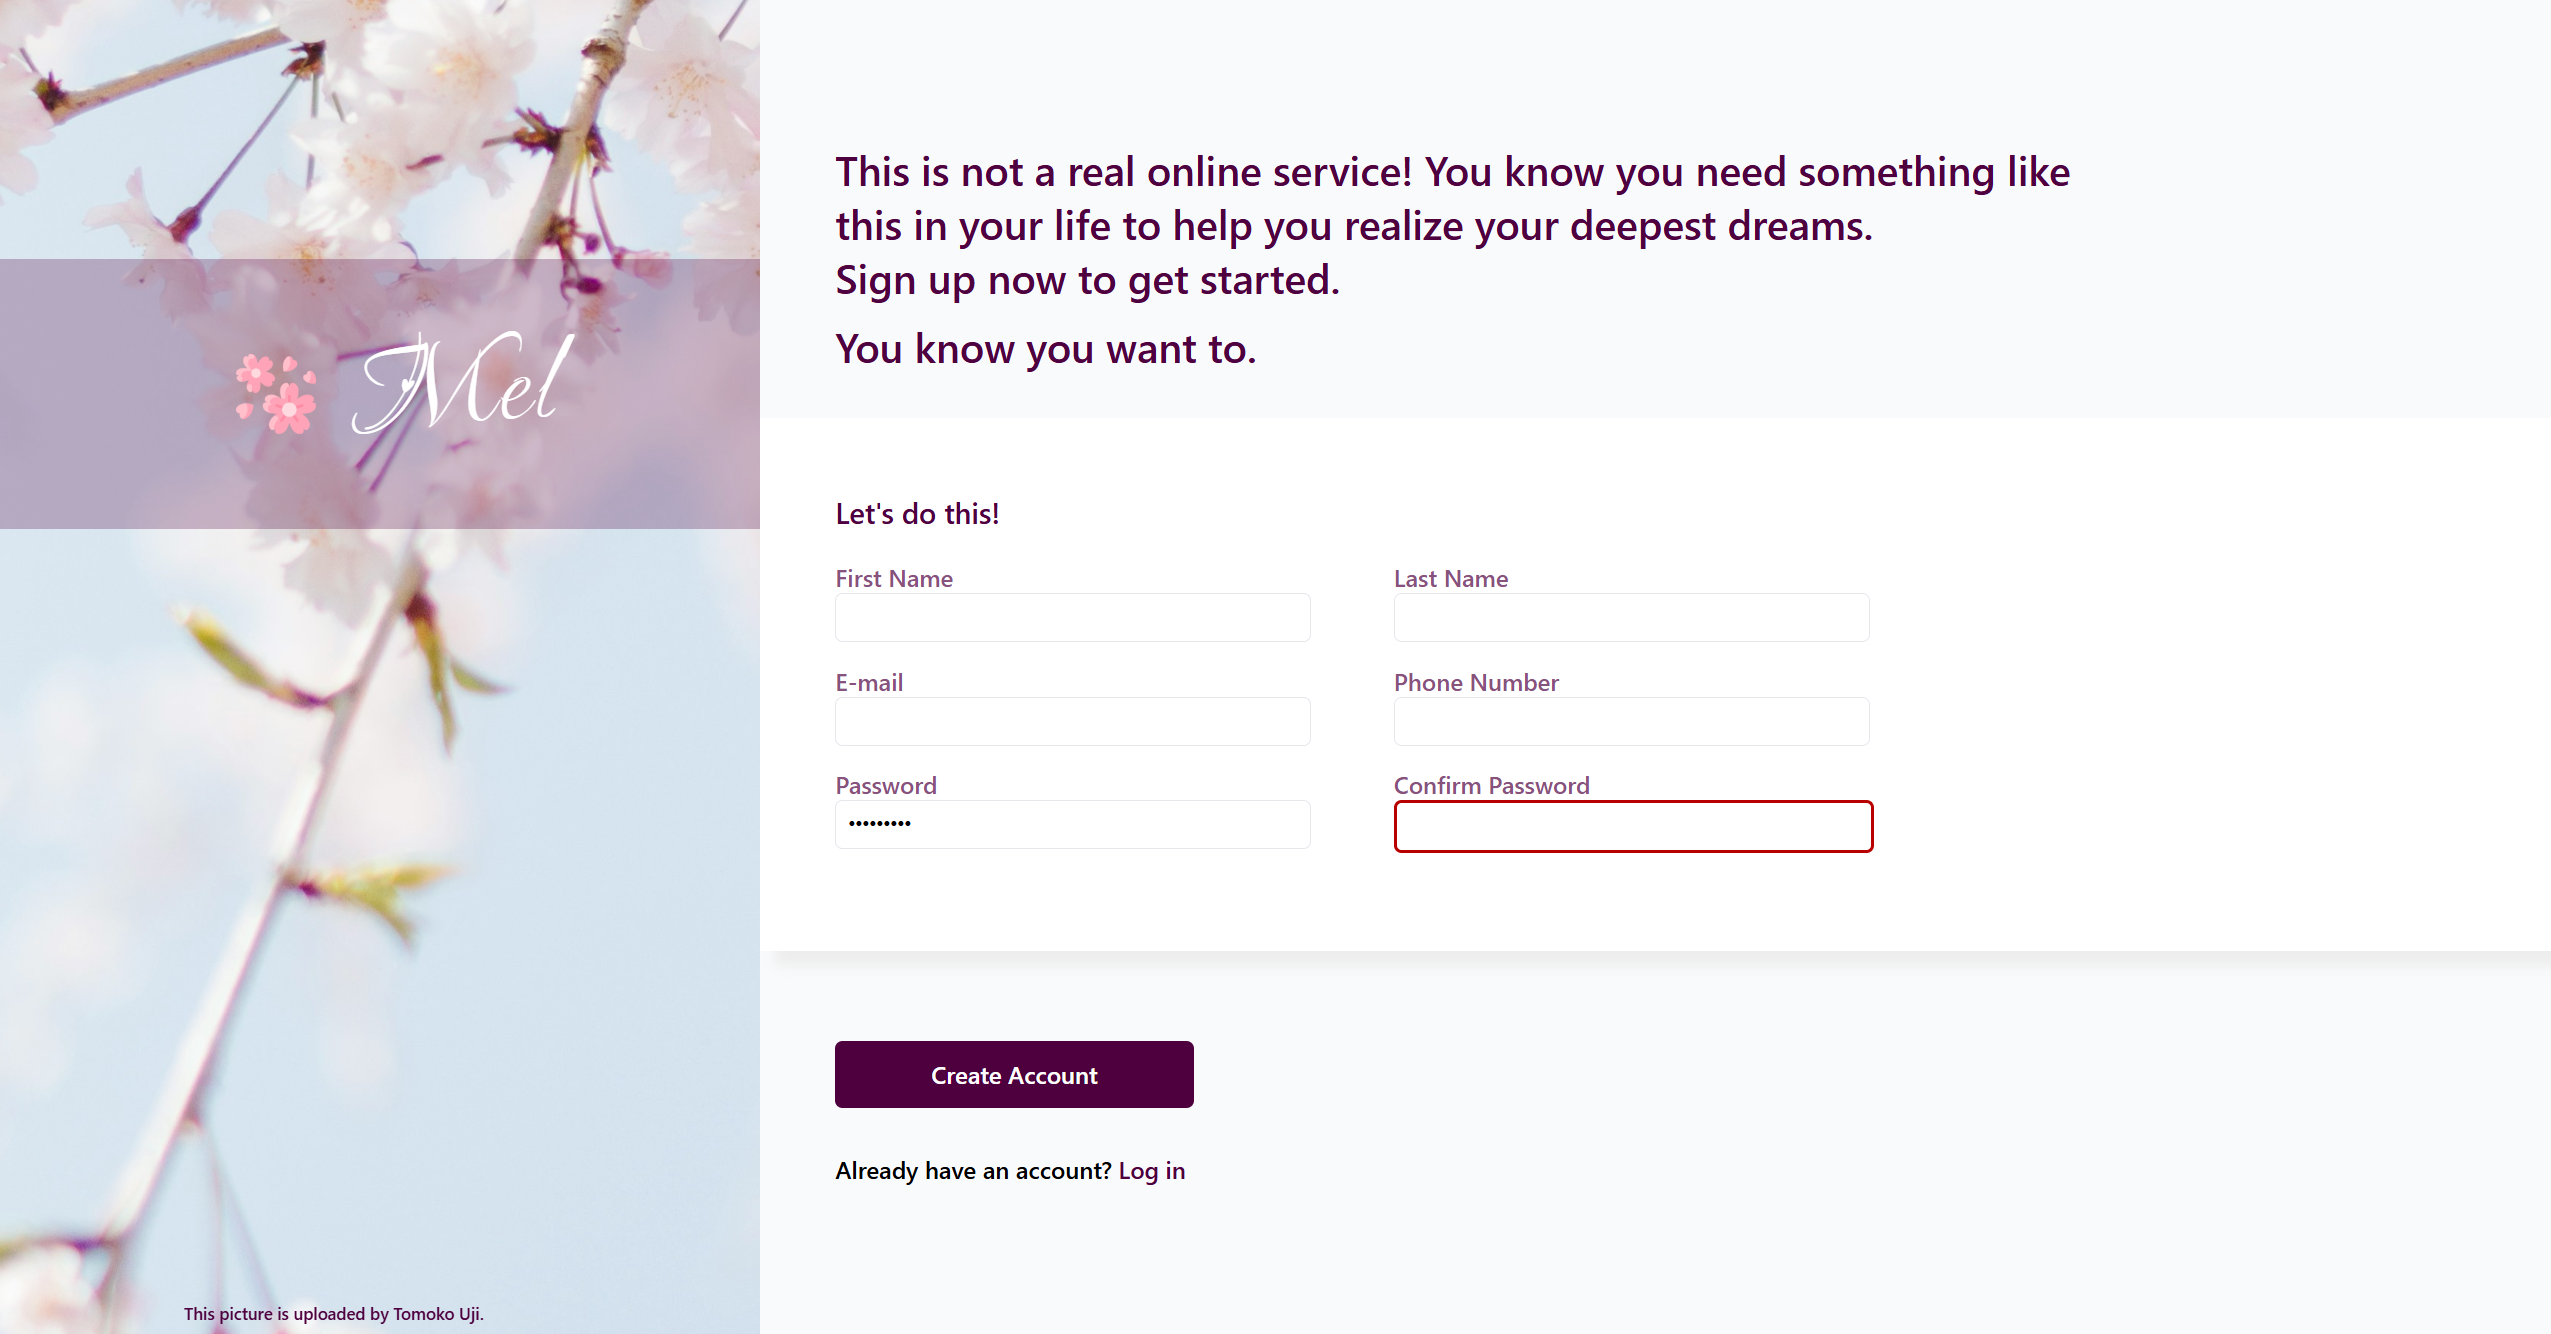 Mel
This is not a real online service! You know you need something like
this in your life to help you realize your deepest dreams.
Sign up now to get started.
You know you want to.
Let's do this!
First Name
Last Name
E-mail
Phone Number
Password
Confirm Password
•••••••••
Create Account
Already have an account? Log in
This picture is uploaded by Tomoko Uji.